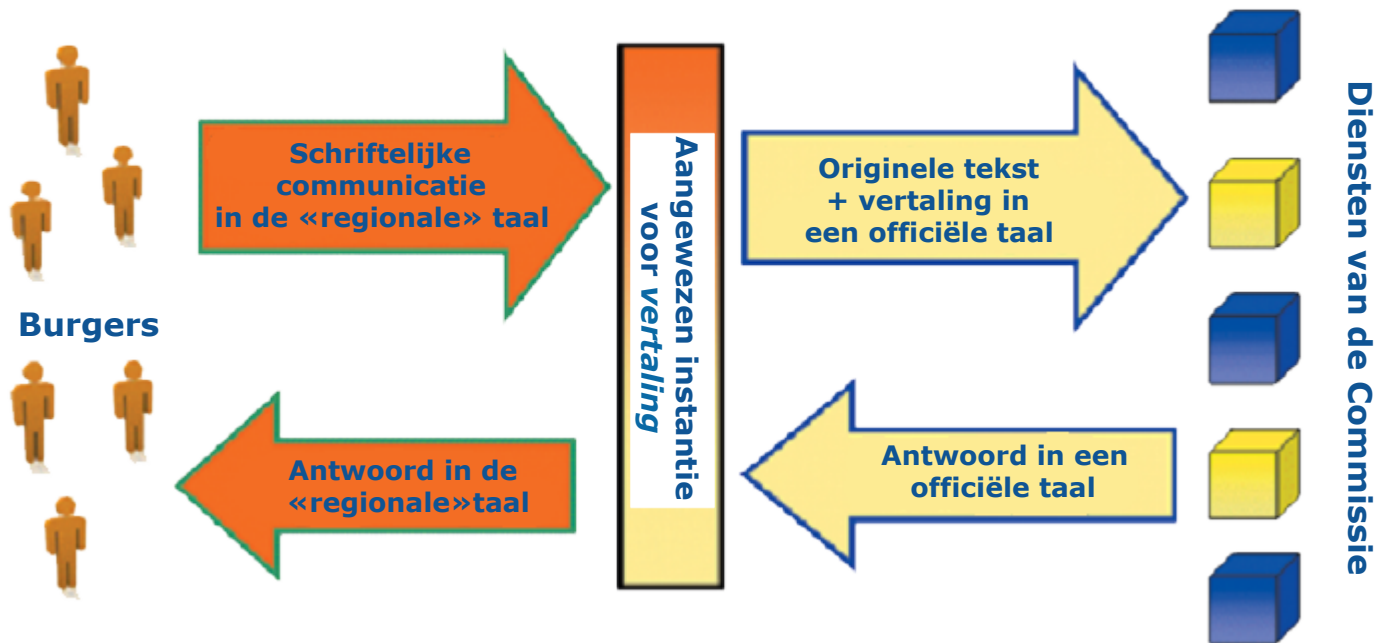 Schriftelijke
communicatie
in de «regionale» taal
Aangewezen instantie
voor vertaling
Originele tekst
+ vertaling in
een officiële taal
Diensten van de Commissie
Burgers
Antwoord in de
«regionale»taal
Antwoord in een
officiële taal